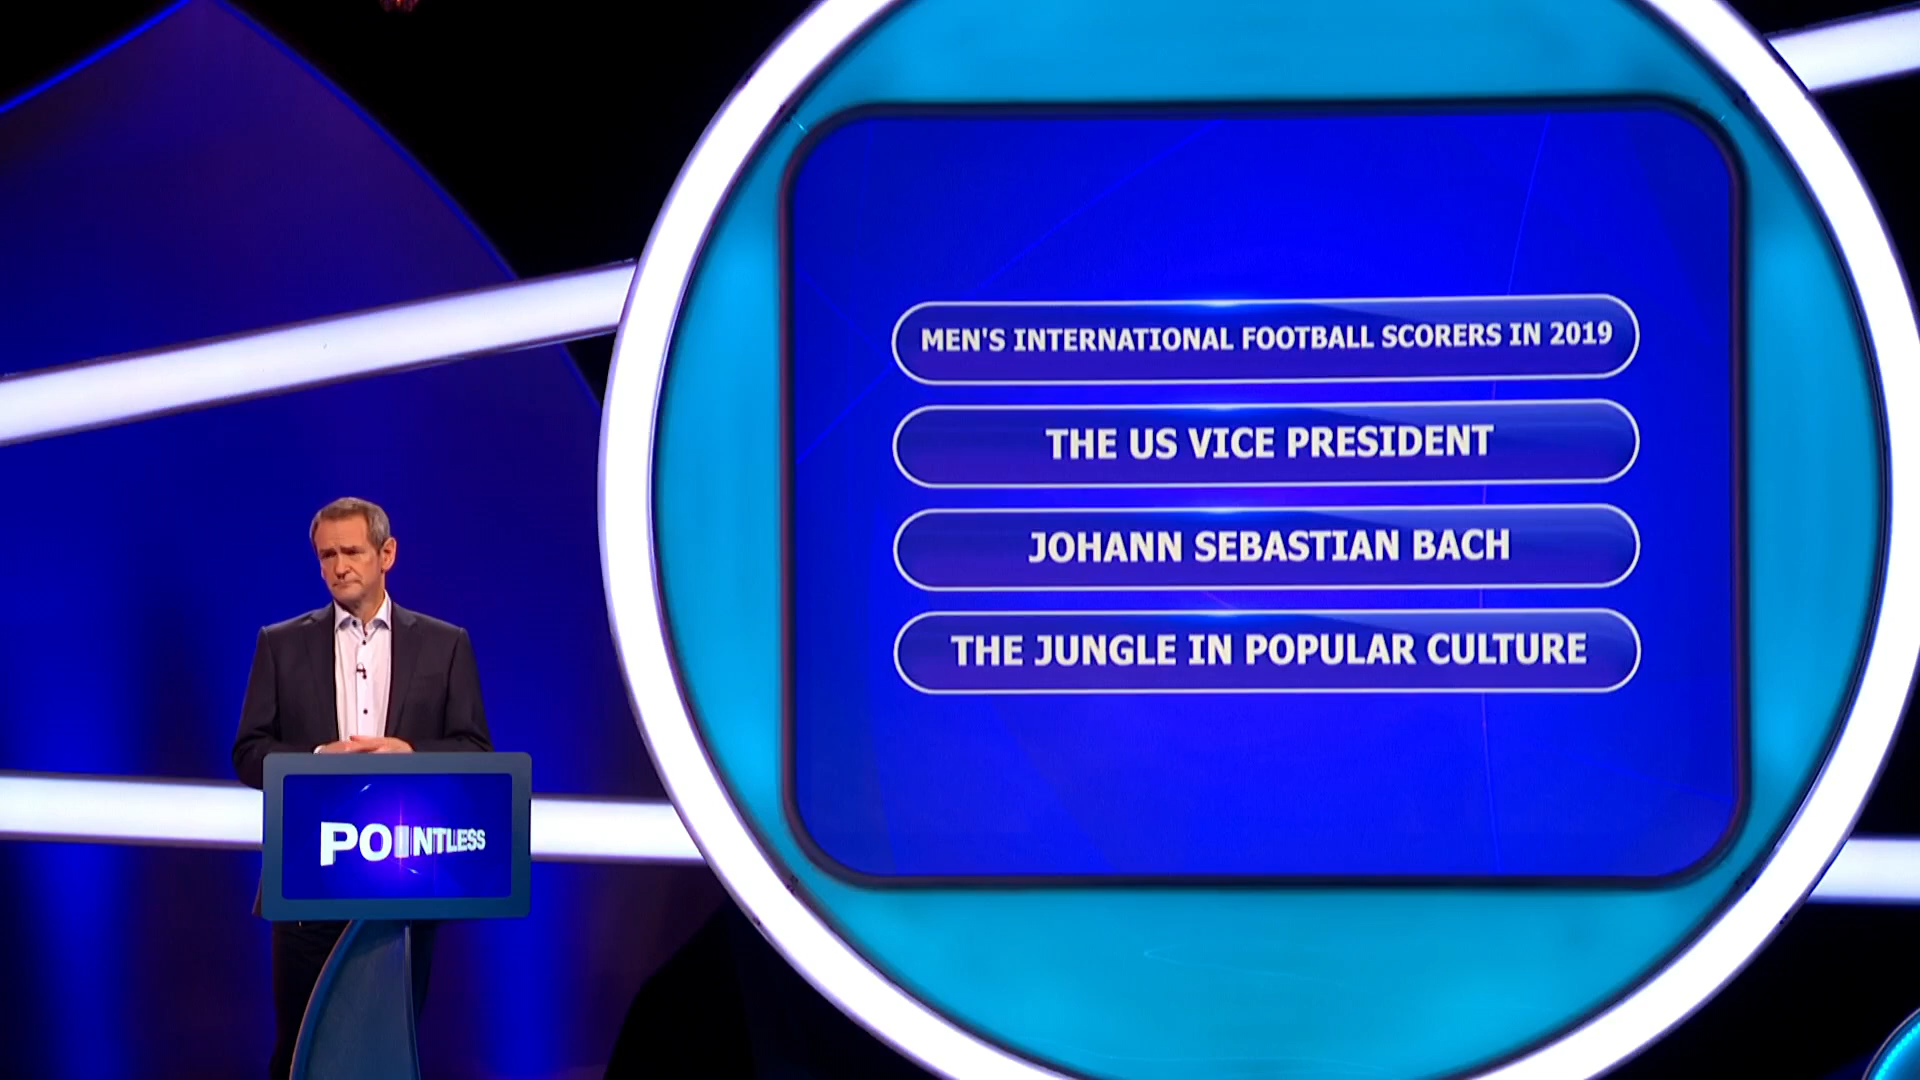 MEN'S INTERNATIONAL FOOTBALL SCORERS IN 2019
THE US VICE PRESIDENT
JOHANN SEBASTIAN BACH
THE JUNGLE IN POPULAR CULTURE
POINTLESS